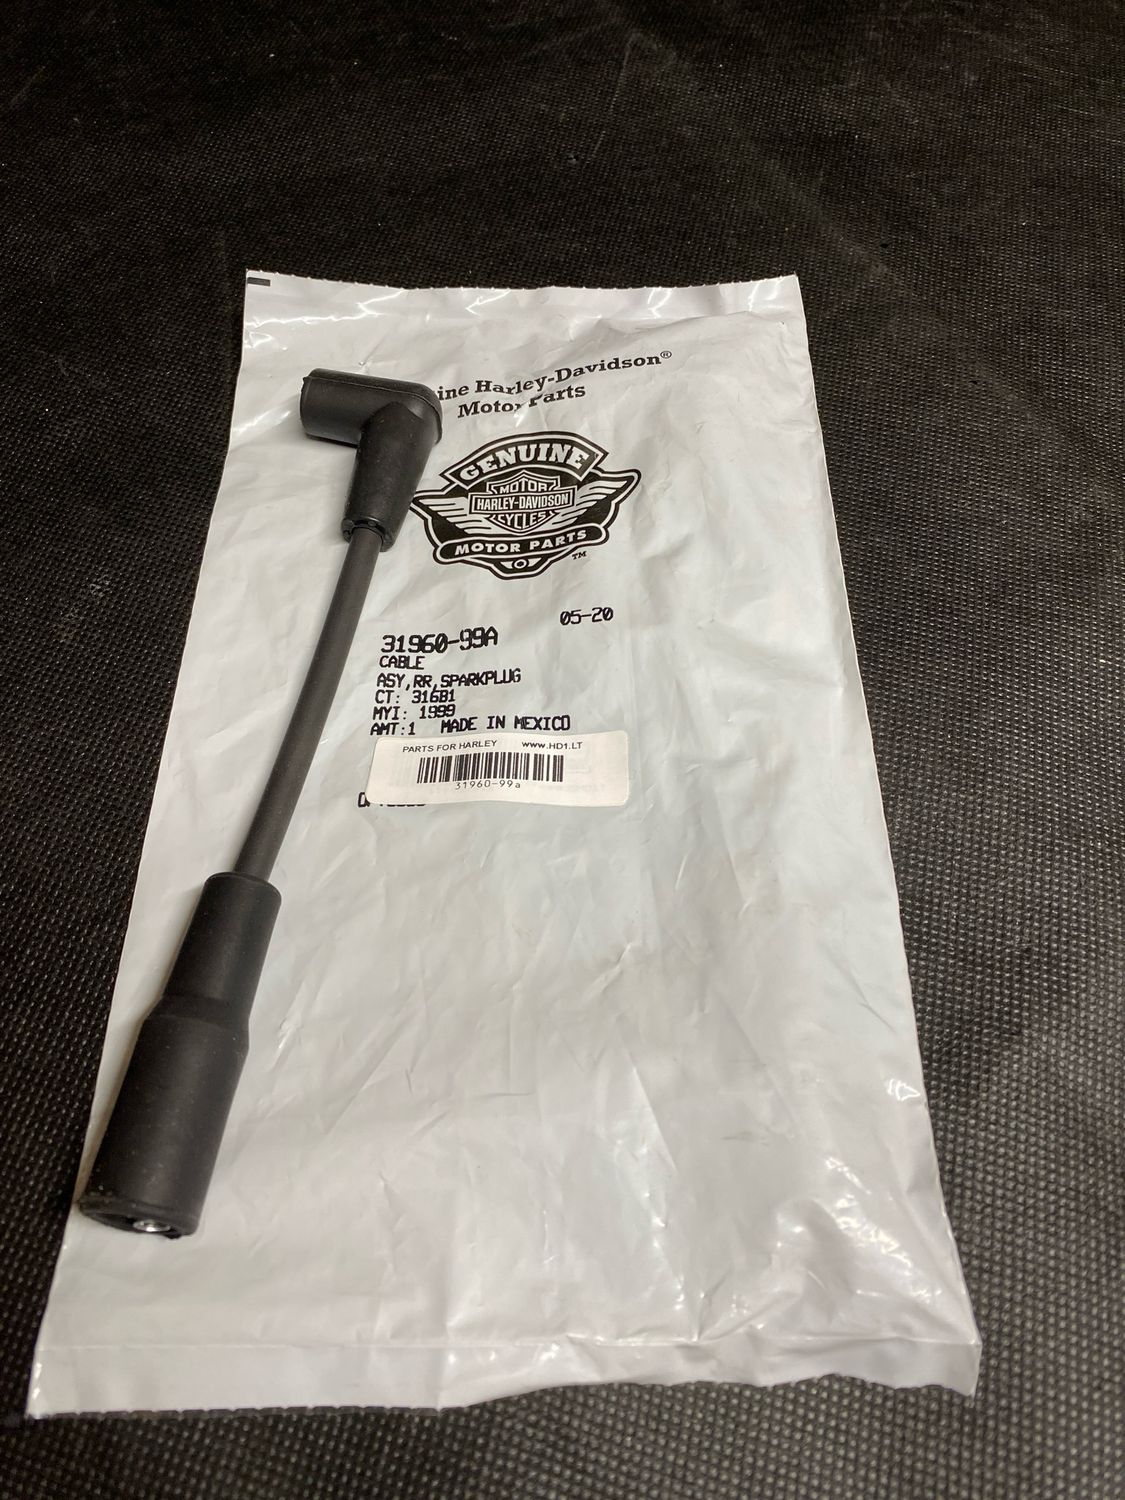 ine Harley-Davidson®
Motor Parts
GENUINE
MOTOR
HARLEY-DAVIDSON
CYCLES
MOTOR PARTS
TM
05-20
31960-99A
CABLE
ASY,RR,SPARKPLUG
CT: 316B1
MYI: 1999
AMT:1 MADE IN MEXICO
PARTS FOR HARLEY www.HD1.LT
31960-99a